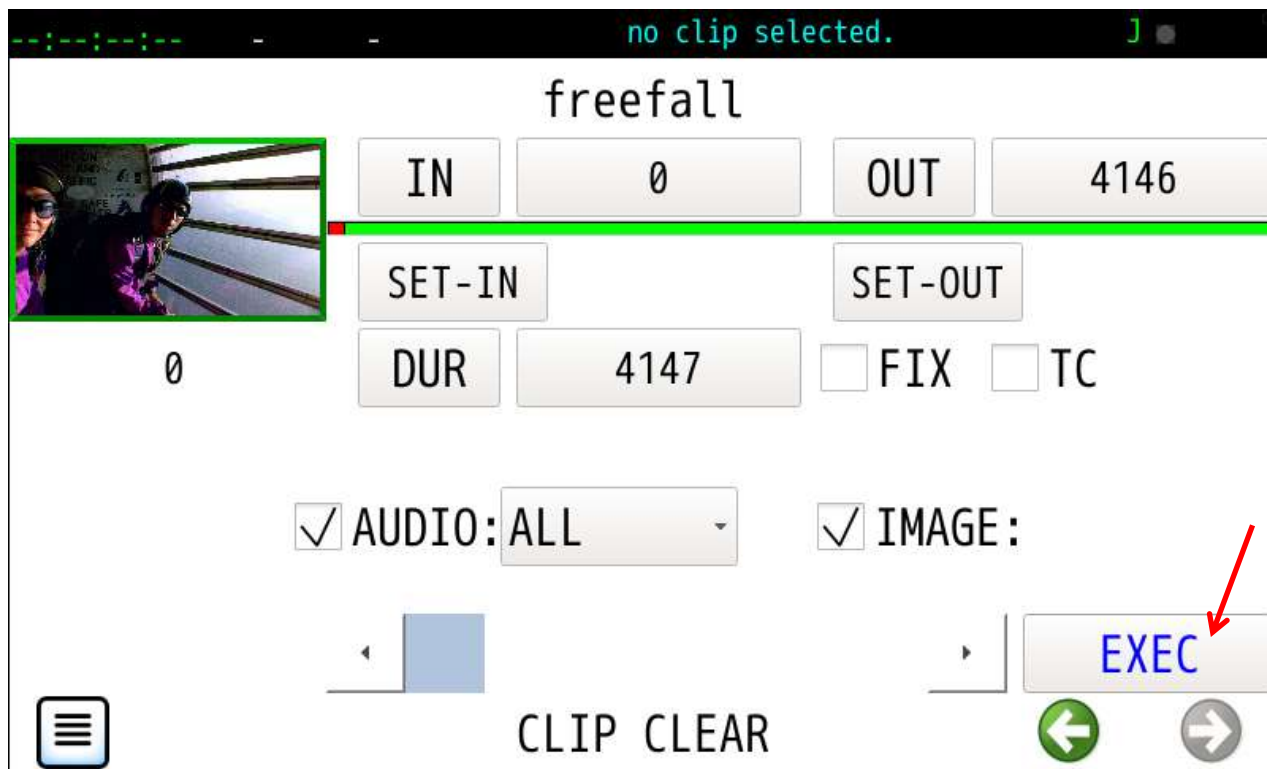 --:--:--:-- - - no clip selected. J
freefall
IN 0 OUT 4146
SET-IN SET-OUT
0 DUR 4147 FIX TC
AUDIO: ALL IMAGE:
EXEC
CLIP CLEAR